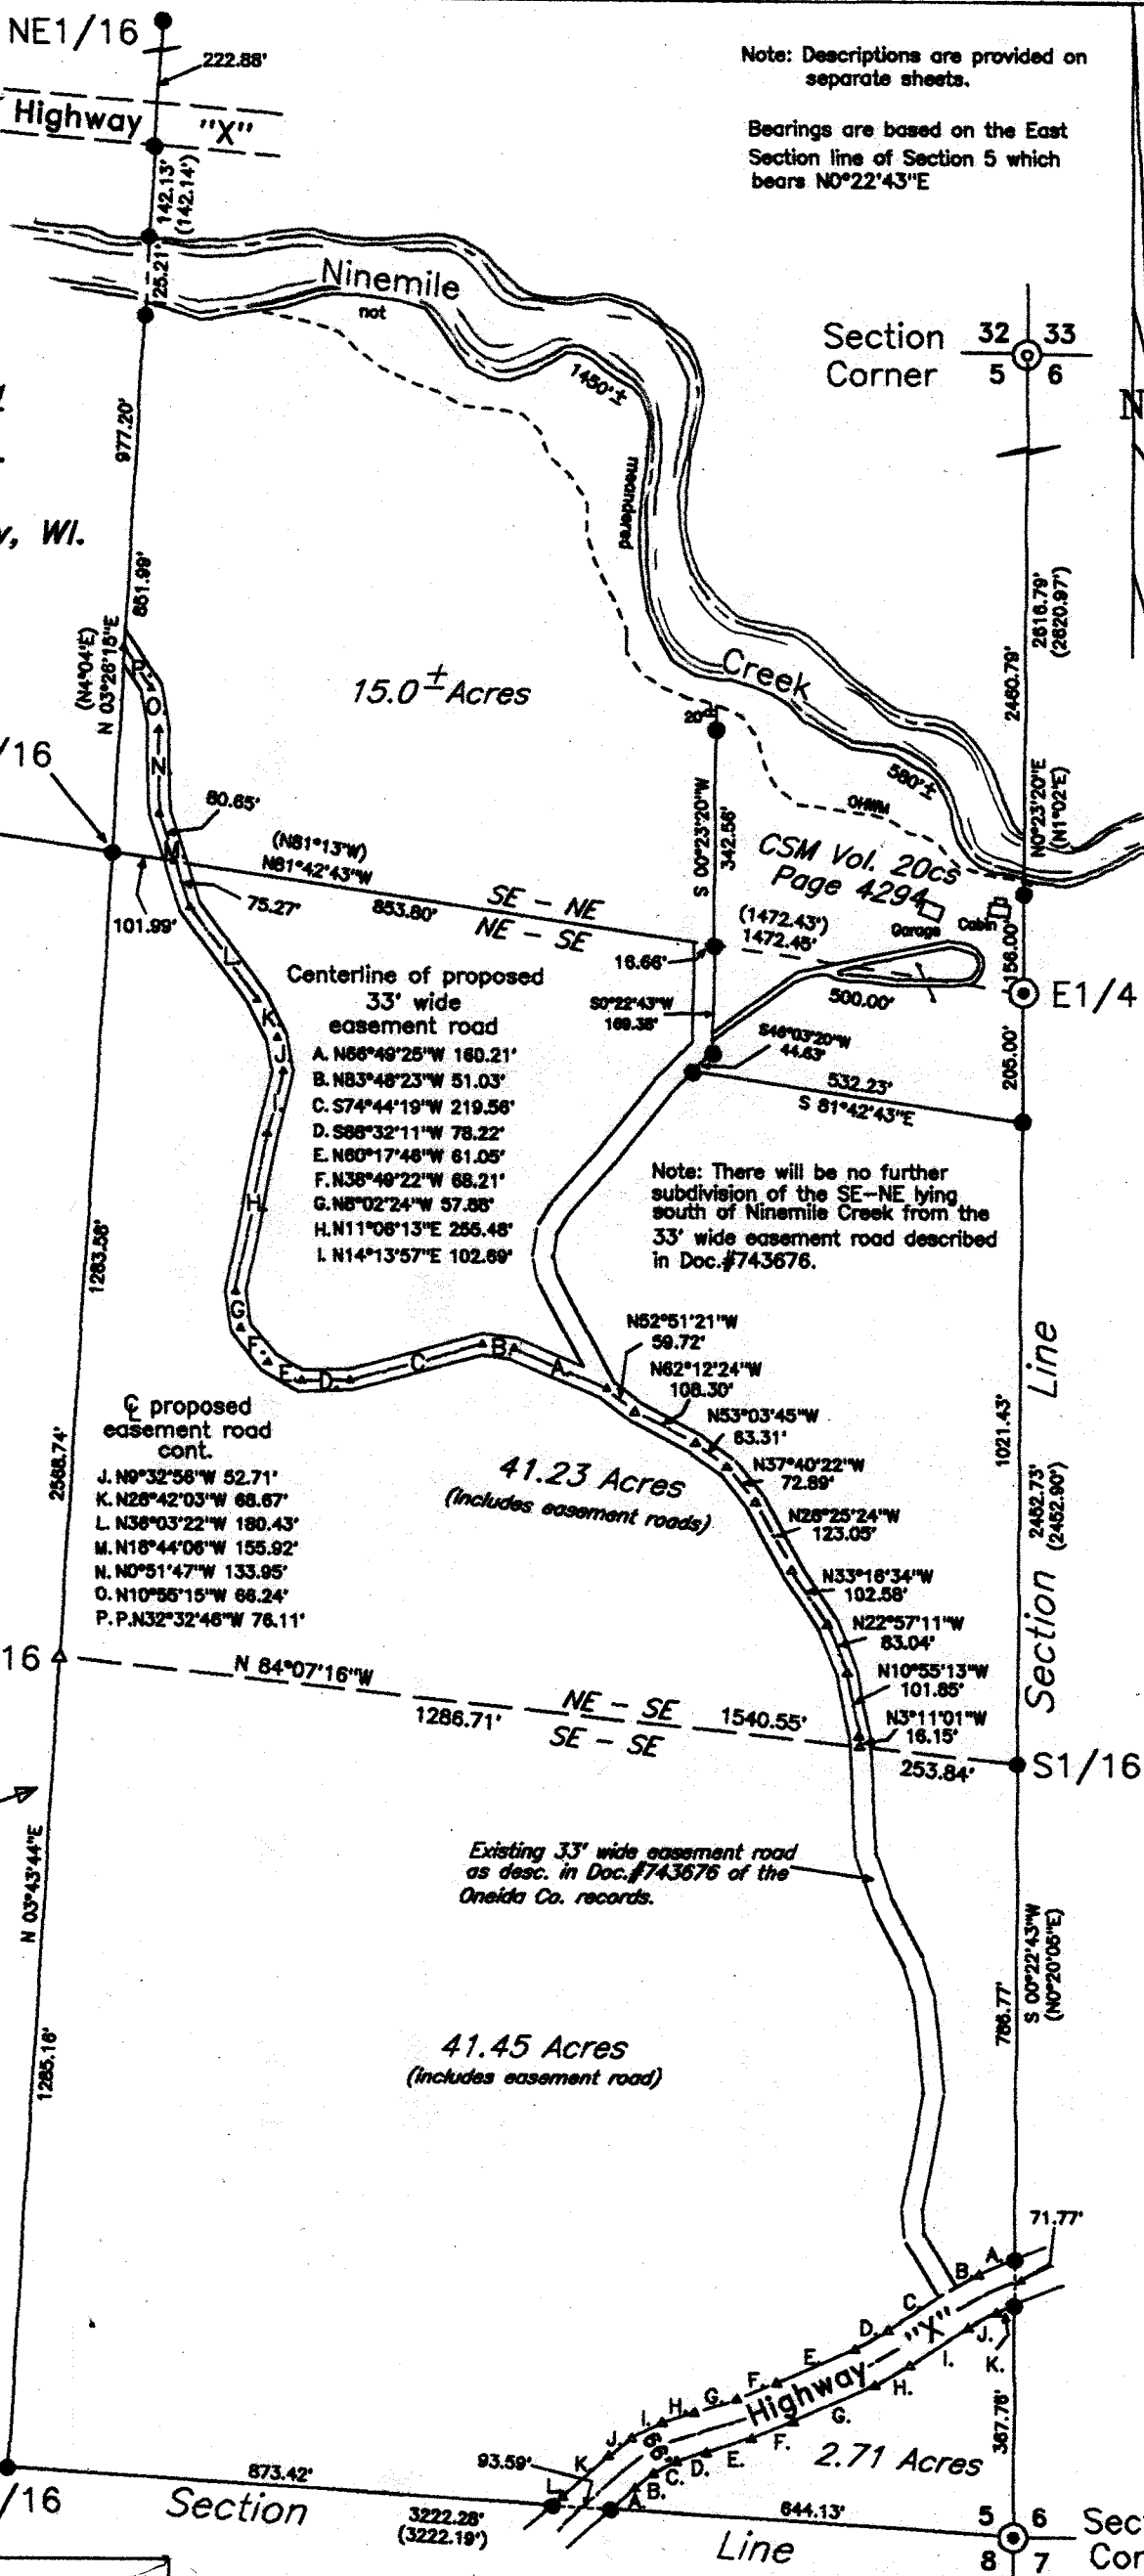 NE1/16
222.88'
Note: Descriptions are provided on
separate sheets.
Highway "X"
Bearings are based on the East
Section line of Section 5 which
bears N0°22'43"E
142.13'
(142.14')
125.21'
Ninemile
not
1450'±
meandered
Section
Corner
32 33
5 6
N
977.20'
, WI.
851.99'
(N4°04'E)
N 03°26'15"E
15.0± Acres
Creek
2616.79'
(2620.97')
2460.79'
N0°23'20"E
(N1°02'E)
20'±
580'±
OHWM
/16
80.65'
(N81°13'W)
N81°42'43"W
S 00°23'20"W
342.56'
CSM Vol. 20cs
Page 4294
Garage
Cabin
156.00'
101.99'
75.27'
853.80'
SE - NE
NE - SE
(1472.43')
1472.45'
16.66'
500.00'
E1/4
Centerline of proposed
33' wide
easement road
A. N66°49'25"W 160.21'
B. N83°48'23"W 51.03'
C. S74°44'19"W 219.56'
D. S88°32'11"W 78.22'
E. N60°17'46"W 61.05'
F. N38°49'22"W 68.21'
G. N8°02'24"W 57.88'
H. N11°06'13"E 255.48'
I. N14°13'57"E 102.69'
S0°22'43"W
169.38'
S46°03'20"W
44.63'
205.00'
532.23'
S 81°42'43"E
Note: There will be no further
subdivision of the SE-NE lying
south of Ninemile Creek from the
33' wide easement road described
in Doc.#743676.
1283.58'
P.
O.
N.
M.
L.
K.
J.
I.
H.
G.
F.
E.
D.
C.
B.
A.
N52°51'21"W
59.72'
N62°12'24"W
108.30'
N53°03'45"W
63.31'
N37°40'22"W
72.89'
N28°25'24"W
123.05'
N33°18'34"W
102.58'
N22°57'11"W
83.04'
N10°55'13"W
101.85'
N3°11'01"W
16.15'
℄ proposed
easement road
cont.
J. N9°32'56"W 52.71'
K. N26°42'03"W 68.67'
L. N36°03'22"W 180.43'
M. N18°44'06"W 155.92'
N. N0°51'47"W 133.95'
O. N10°55'15"W 66.24'
P. P.N32°32'46"W 76.11'
2568.74'
41.23 Acres
(includes easement roads)
1021.43'
2452.73'
(2452.90')
Section Line
16
N 84°07'16"W
1286.71'
NE - SE
SE - SE
1540.55'
253.84'
S1/16
N 03°43'44"E
Existing 33' wide easement road
as desc. in Doc.#743676 of the
Oneida Co. records.
S 00°22'43"W
(N0°20'05"E)
786.77'
1285.16'
41.45 Acres
(includes easement road)
71.77'
A.
B.
C.
D.
E.
F.
G.
H.
I.
J.
K.
L.
Highway "X"
66'
K.
J.
I.
H.
G.
F.
E.
D.
C.
B.
A.
367.78'
2.71 Acres
/16
873.42'
Section
93.59'
3222.28'
(3222.19')
644.13'
Line
5 6
8 7
Sec
Cor